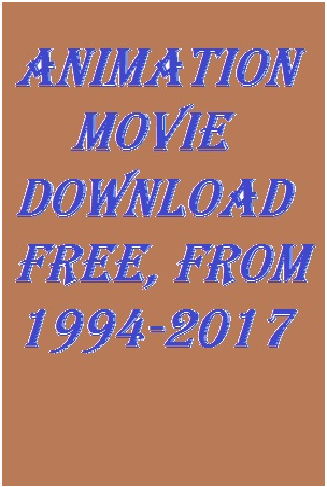 ANIMATION
MOVIE
DOWNLOAD
FREE, FROM
1994-2017